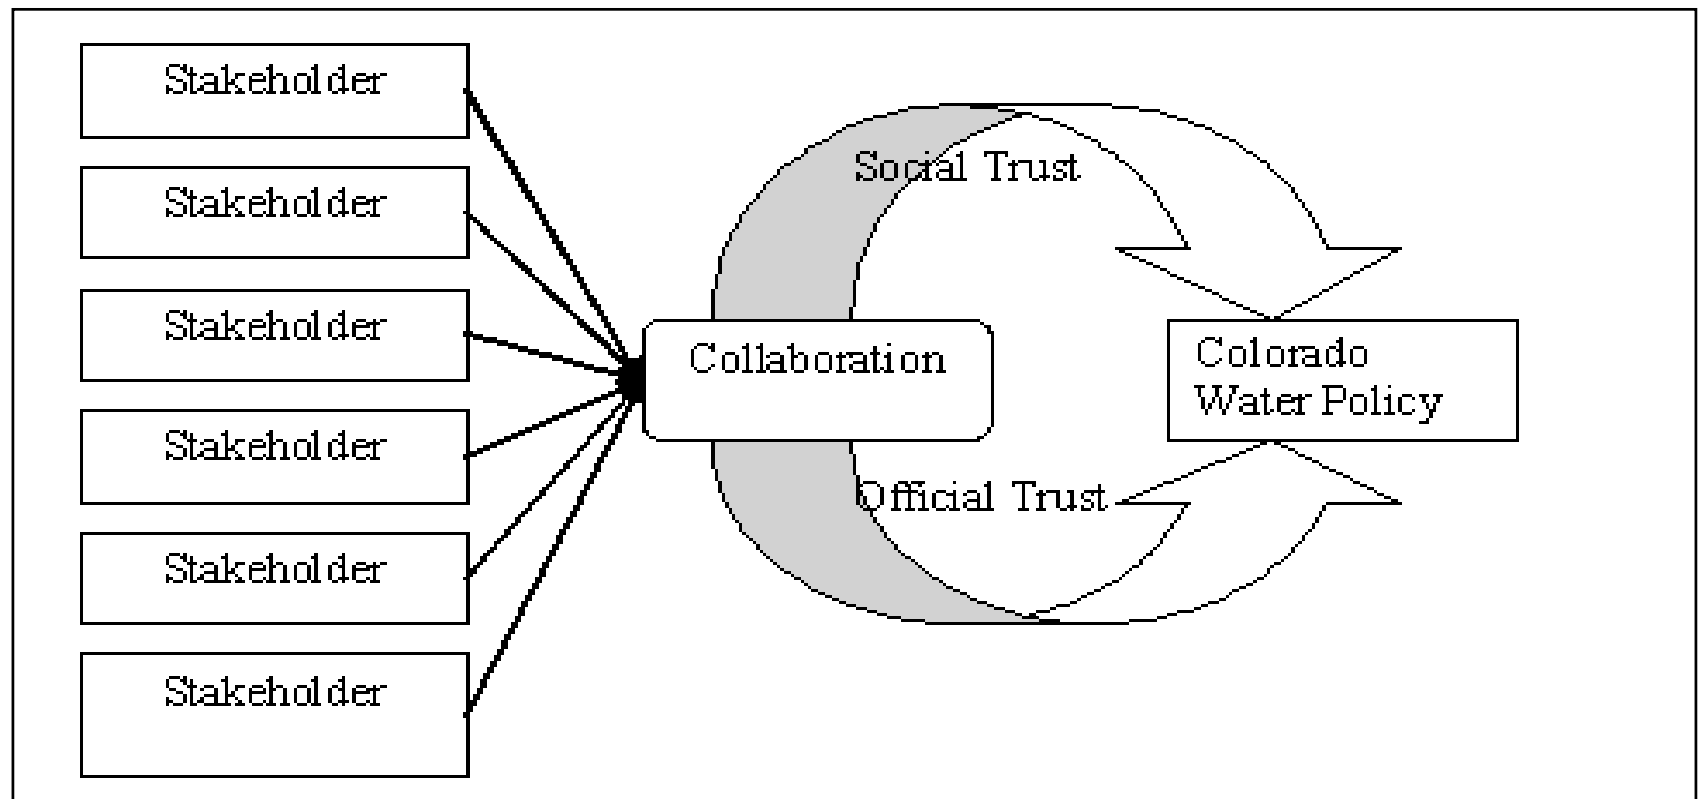 Stakeholder
Stakeholder
Stakeholder
Stakeholder
Stakeholder
Stakeholder
Social Trust
Collaboration
Colorado
Water Policy
Official Trust